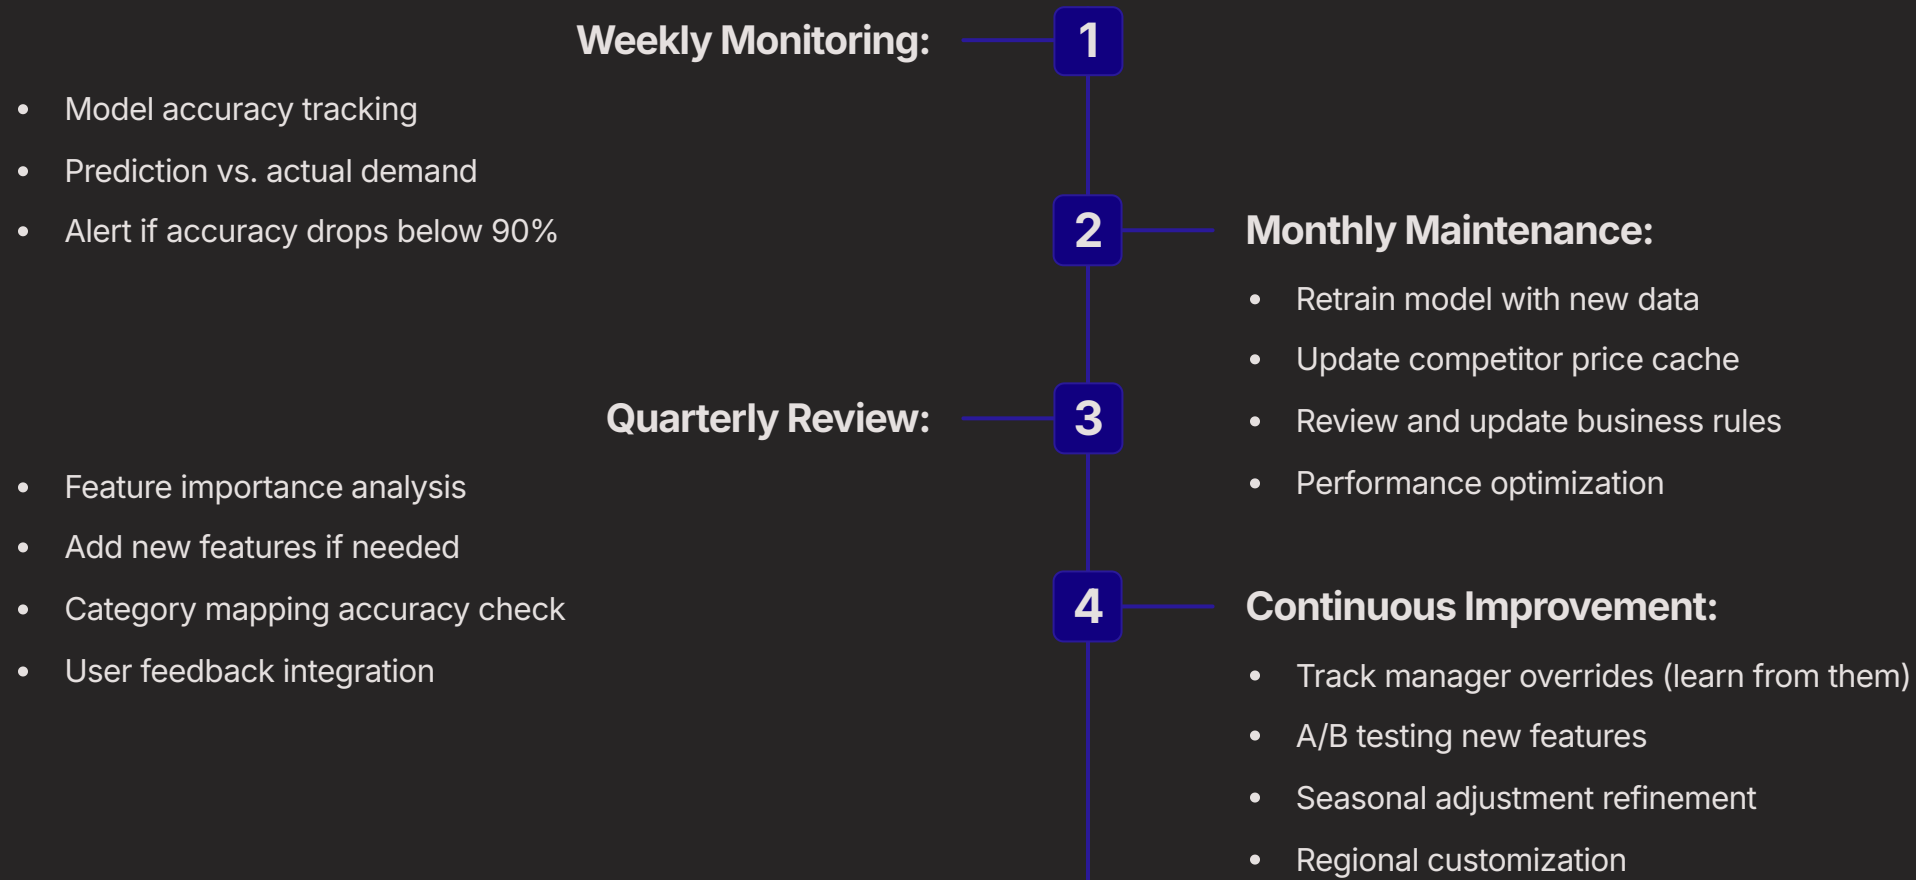 Weekly Monitoring:
1
• Model accuracy tracking
• Prediction vs. actual demand
• Alert if accuracy drops below 90%
2
Monthly Maintenance:
• Retrain model with new data
• Update competitor price cache
• Review and update business rules
• Performance optimization
Quarterly Review:
3
• Feature importance analysis
• Add new features if needed
• Category mapping accuracy check
• User feedback integration
4
Continuous Improvement:
• Track manager overrides (learn from them)
• A/B testing new features
• Seasonal adjustment refinement
• Regional customization